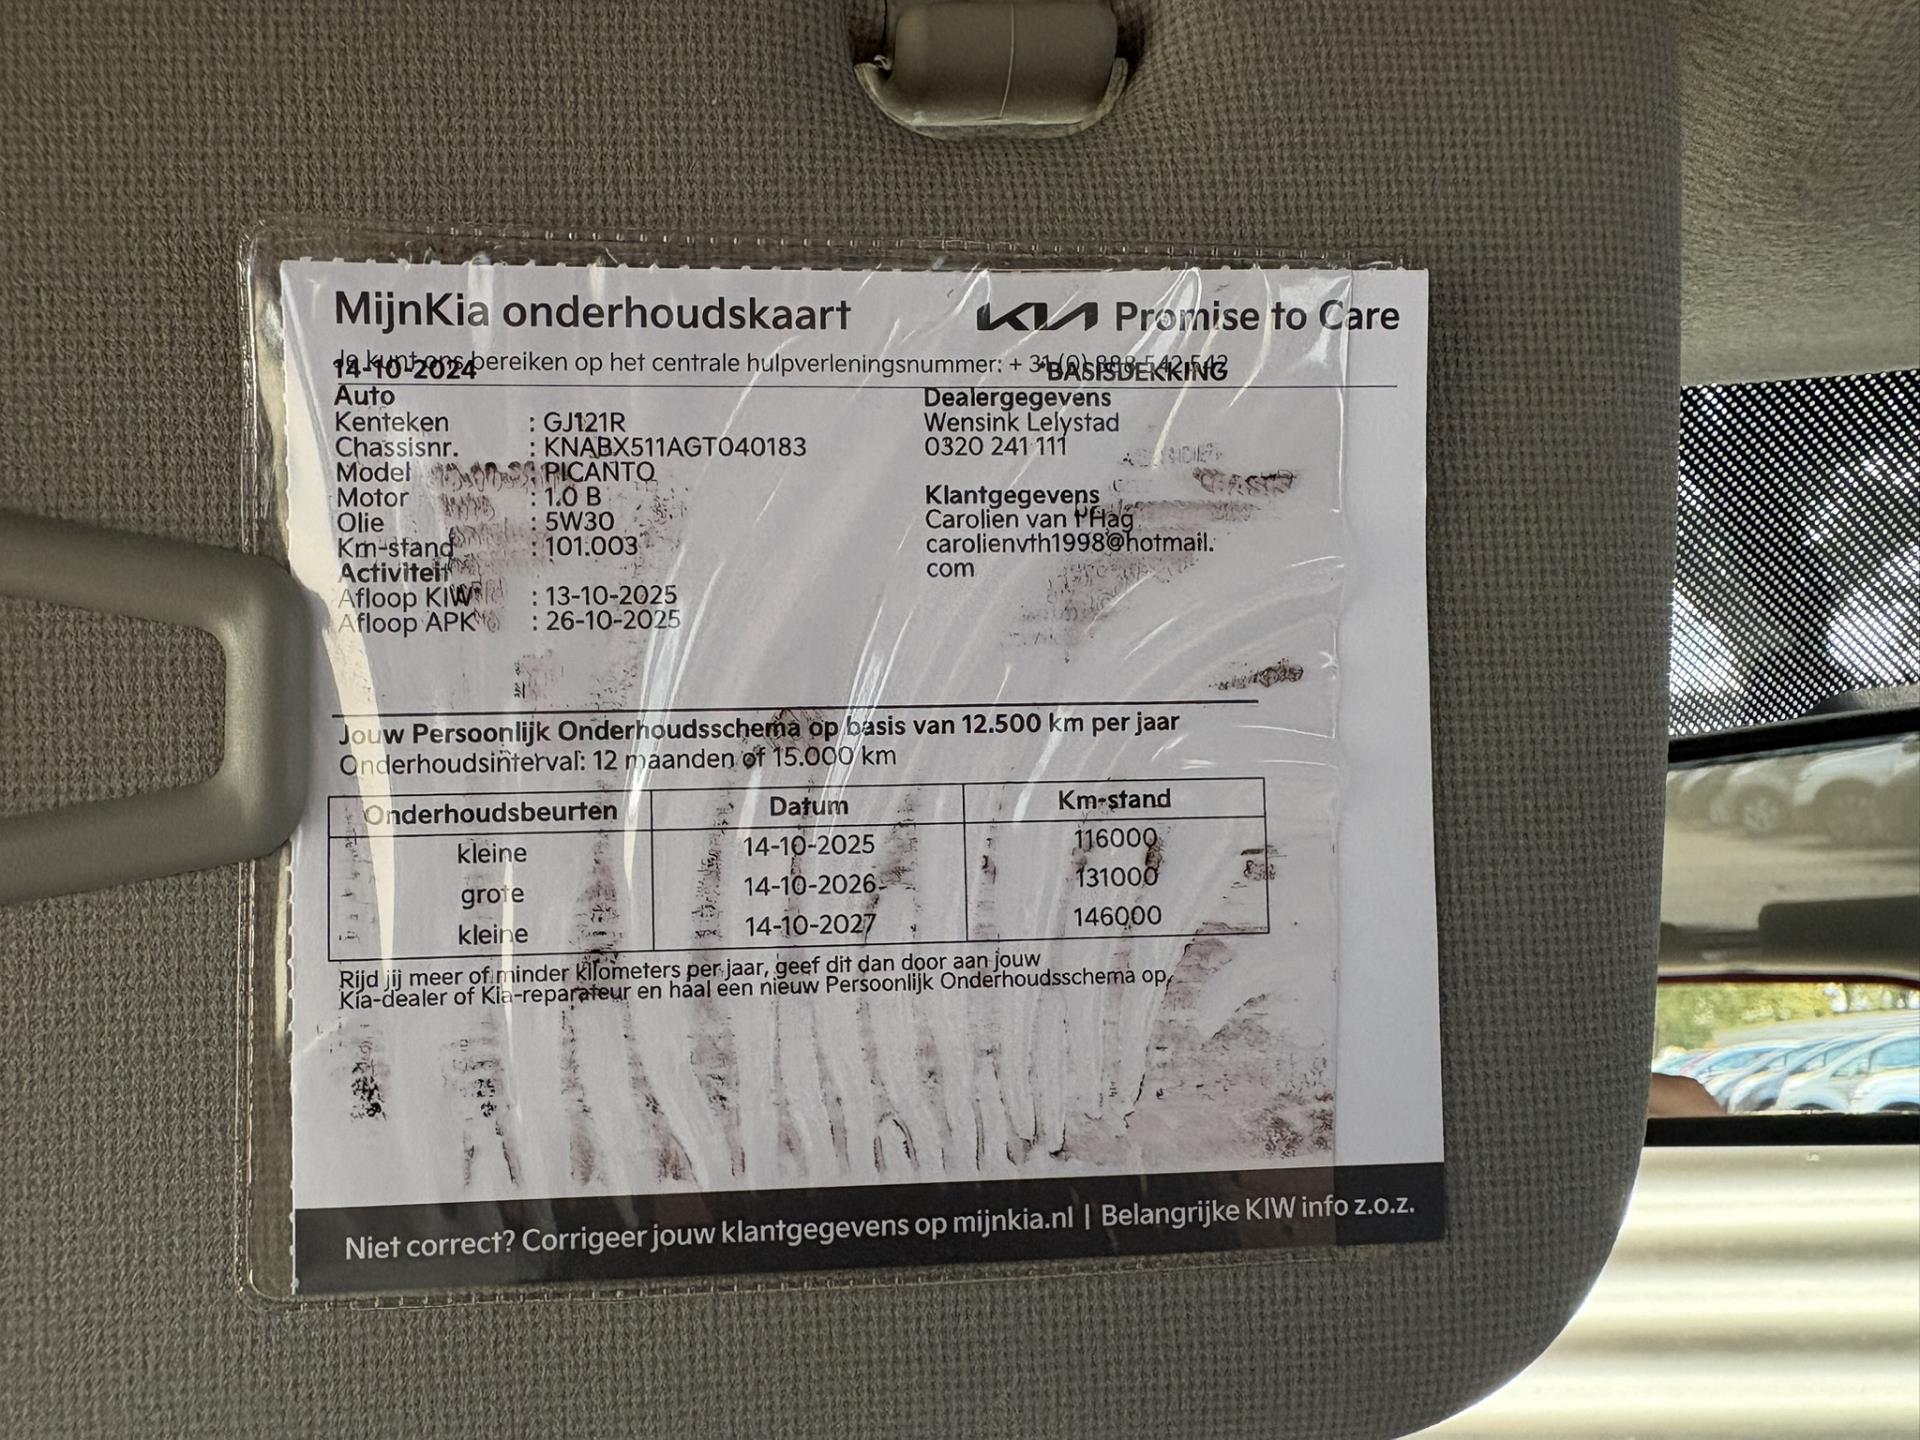 MijnKia onderhoudskaart
KIA Promise to Care
Je kunt ons bereiken op het centrale hulpverleningsnummer: + 31 (0) 888 542 542
14-10-2024
*BASISDEKKING
Auto
Kenteken : GJ121R
Chassisnr. : KNABX511AGT040183
Model : PICANTO
Motor : 1.0 B
Olie : 5W30
Km-stand : 101.003
Activiteit
Afloop KIW : 13-10-2025
Afloop APK : 26-10-2025
Dealergegevens
Wensink Lelystad
0320 241 111
Klantgegevens
Carolien van t'Hag
carolienvth1998@hotmail.
com
Jouw Persoonlijk Onderhoudsschema op basis van 12.500 km per jaar
Onderhoudsinterval: 12 maanden of 15.000 km
Onderhoudsbeurten Datum Km-stand
kleine 14-10-2025 116000
grote 14-10-2026 131000
kleine 14-10-2027 146000
Rijd jij meer of minder kilometers per jaar, geef dit dan door aan jouw
Kia-dealer of Kia-reparateur en haal een nieuw Persoonlijk Onderhoudsschema op.
Niet correct? Corrigeer jouw klantgegevens op mijnkia.nl | Belangrijke KIW info z.o.z.